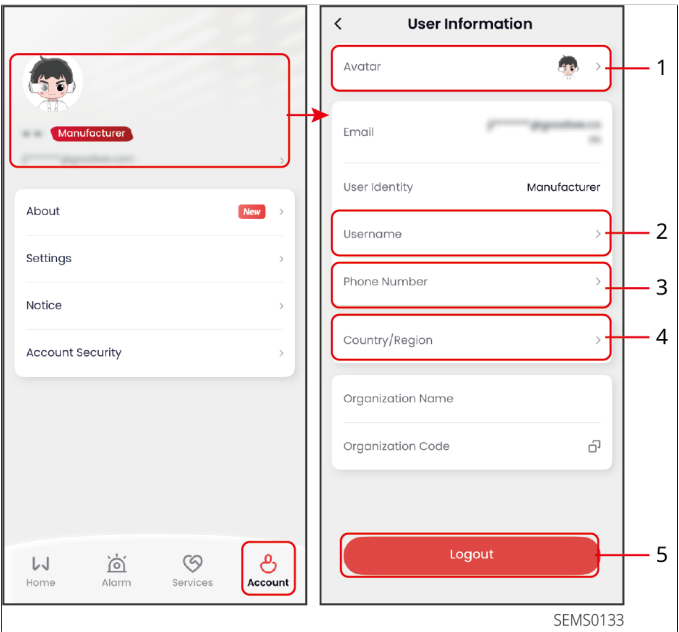 Manufacturer
About
New
Settings
Notice
Account Security
Home
Alarm
Services
Account
User Information
Avatar
1
Email
User Identity
Manufacturer
Username
2
Phone Number
3
Country/Region
4
Organization Name
Organization Code
Logout
5
SEMS0133